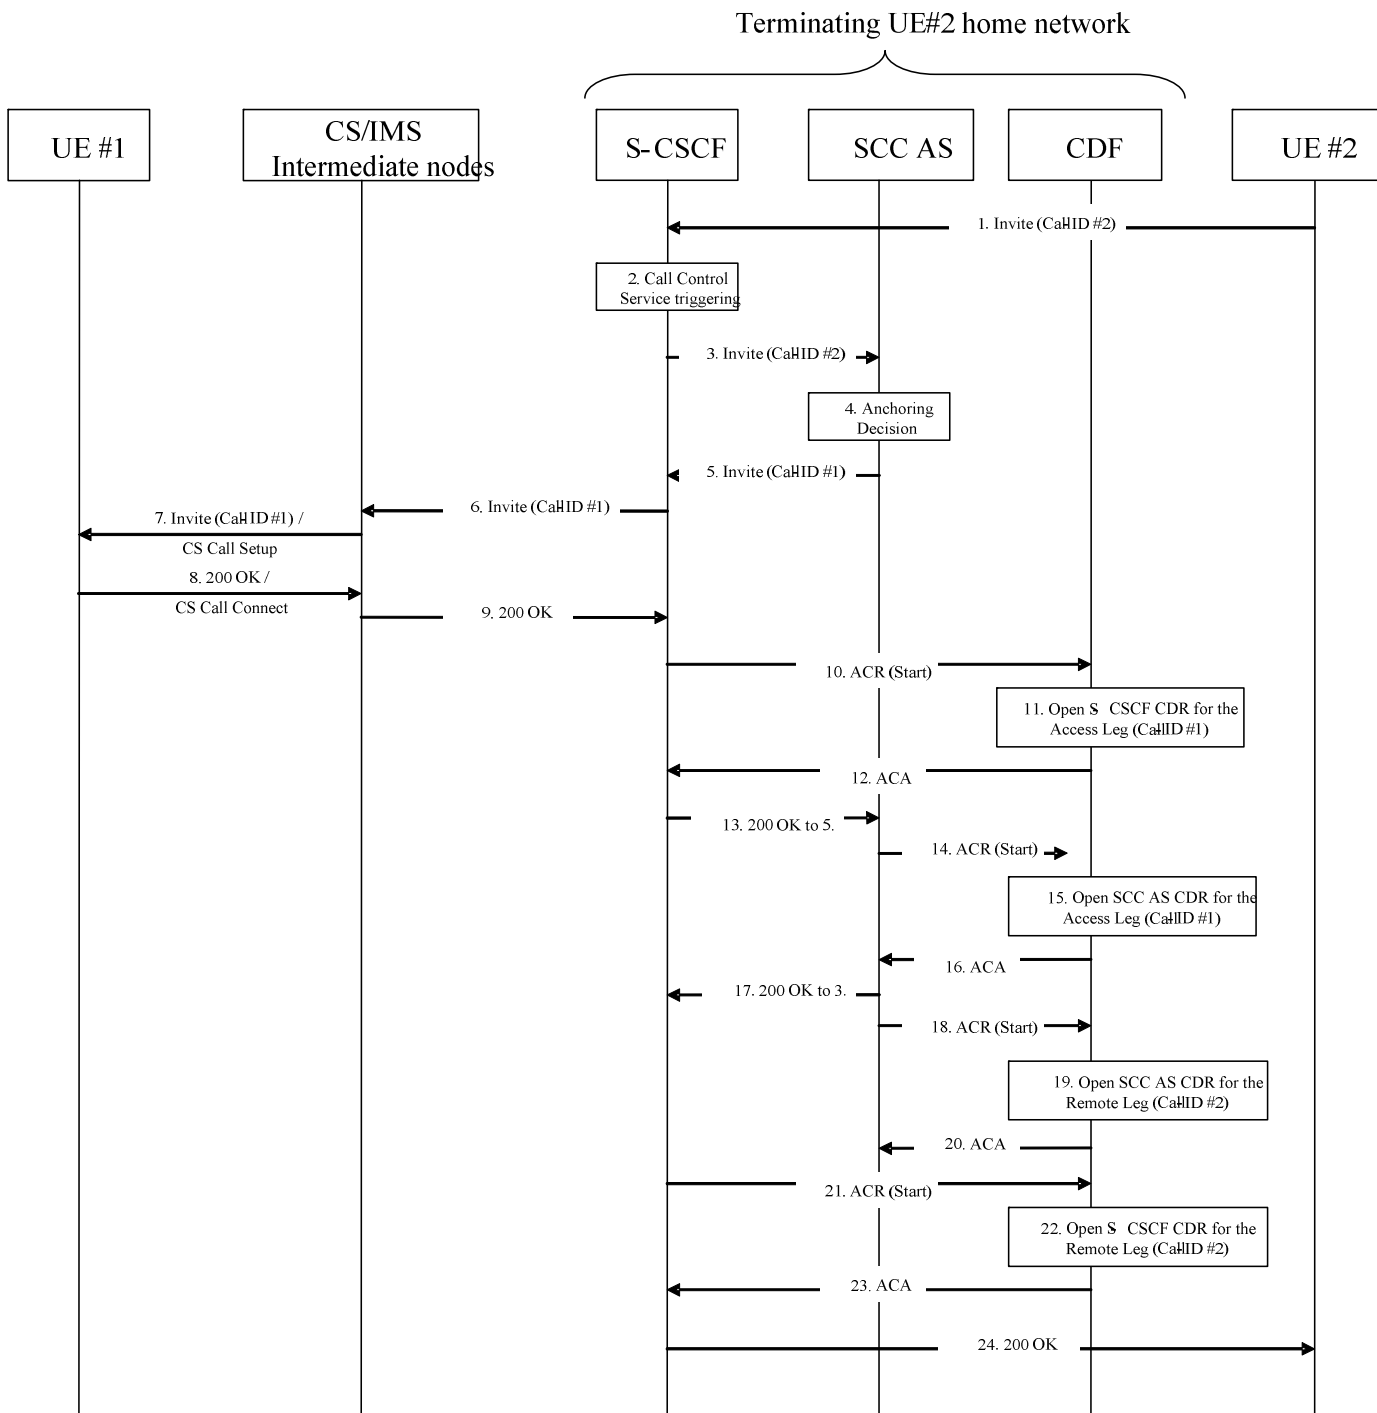 Terminating UE#2 home network
UE #1
CS/IMS
Intermediate nodes
S-CSCF
SCC AS
CDF
UE #2
1. Invite (Call-ID #2)
2. Call Control
Service triggering
3. Invite (Call-ID #2)
4. Anchoring
Decision
5. Invite (Call-ID #1)
6. Invite (Call-ID #1)
7. Invite (Call-ID #1) /
CS Call Setup
8. 200 OK /
CS Call Connect
9. 200 OK
10. ACR (Start)
11. Open S- CSCF CDR for the
Access Leg (Call-ID #1)
12. ACA
13. 200 OK to 5.
14. ACR (Start)
15. Open SCC AS CDR for the
Access Leg (Call-ID #1)
16. ACA
17. 200 OK to 3.
18. ACR (Start)
19. Open SCC AS CDR for the
Remote Leg (Call-ID #2)
20. ACA
21. ACR (Start)
22. Open S- CSCF CDR for the
Remote Leg (Call-ID #2)
23. ACA
24. 200 OK